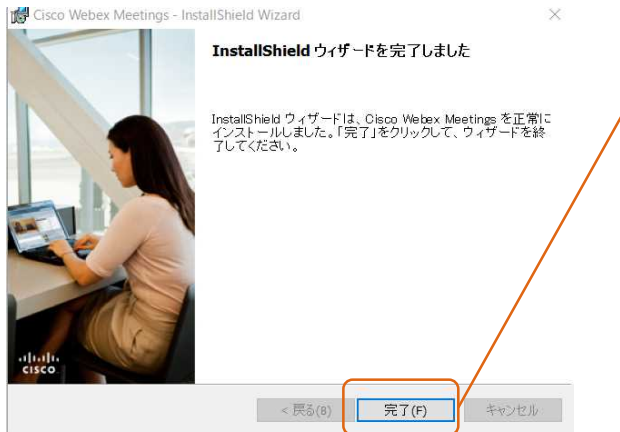 Cisco Webex Meetings - InstallShield Wizard
InstallShield ウィザードを完了しました
InstallShield ウィザードは、Cisco Webex Meetings を正常に
インストールしました。「完了」をクリックして、ウィザードを終
了してください。
CISCO
< 戻る(B)
完了(F)
キャンセル